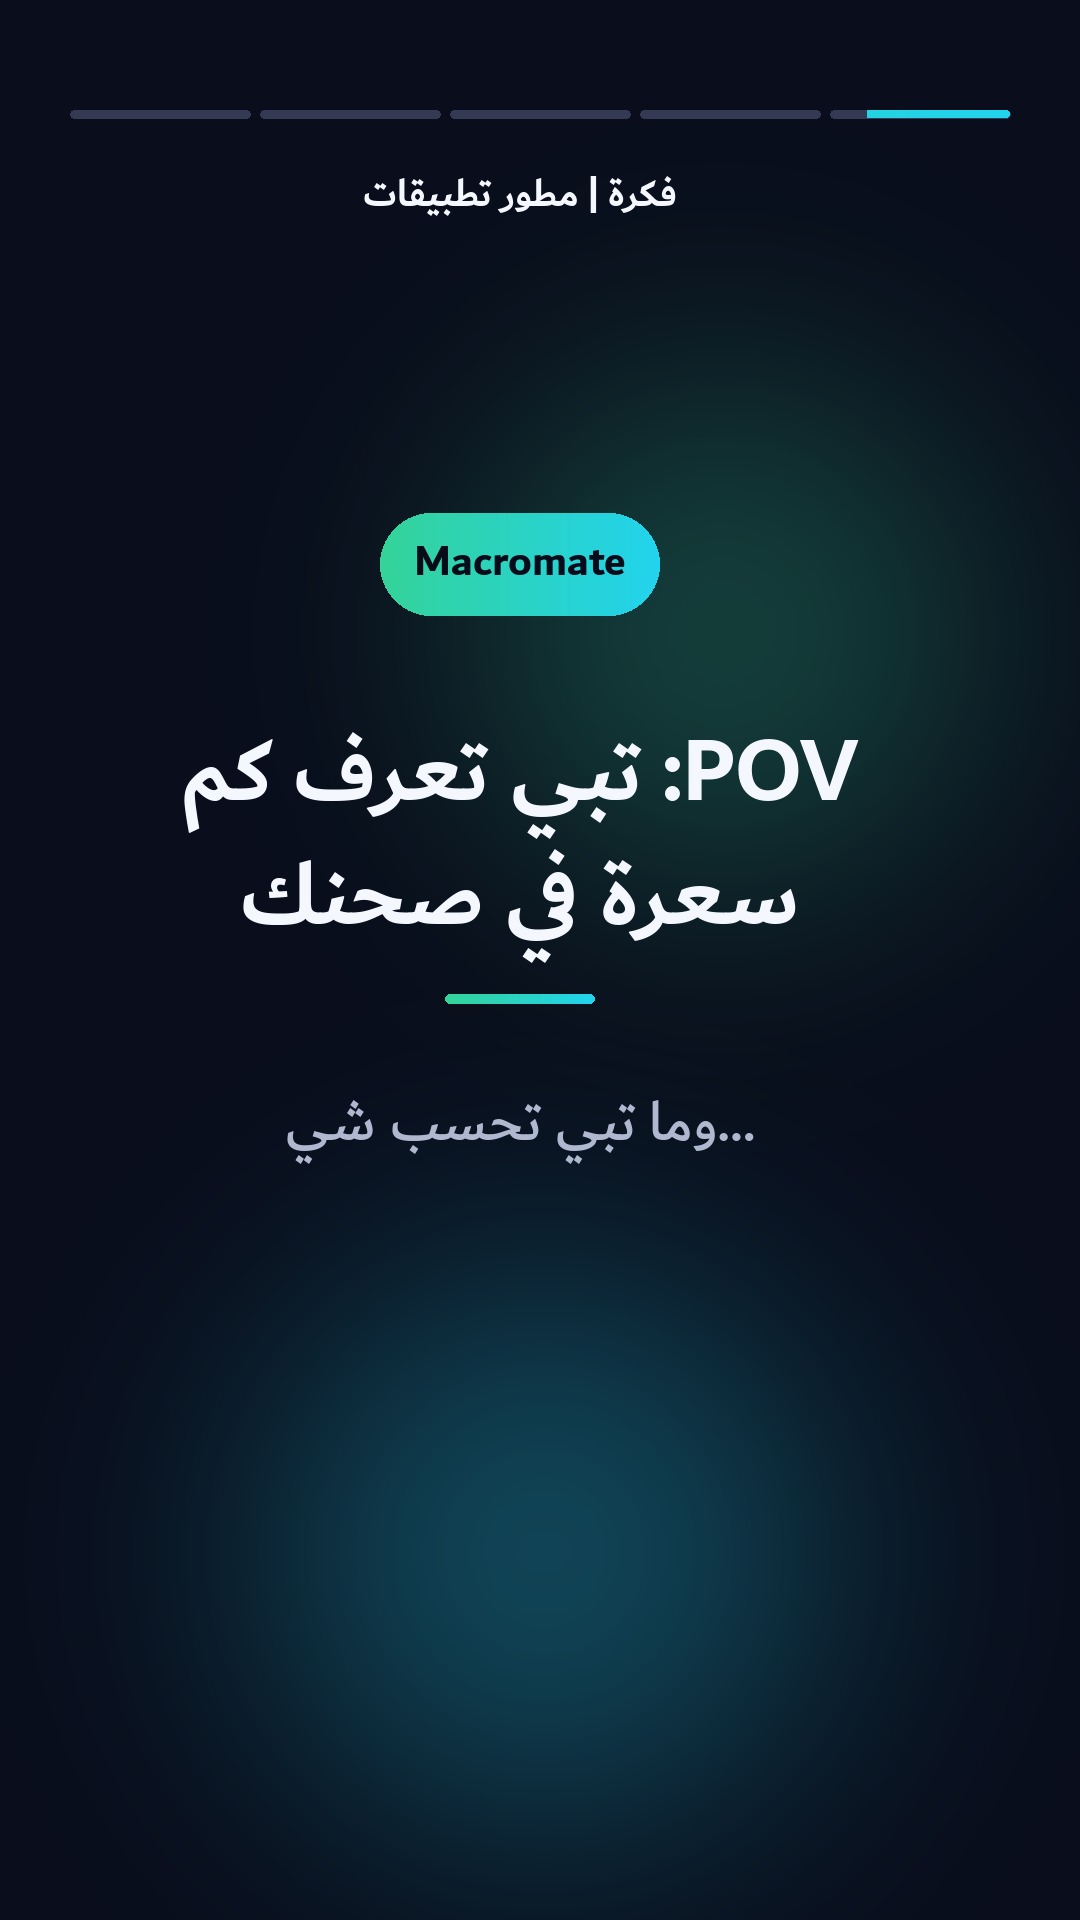 فكرة | مطور تطبيقات
Macromate
POV: تبي تعرف كم
سعرة في صحنك
...وما تبي تحسب شي